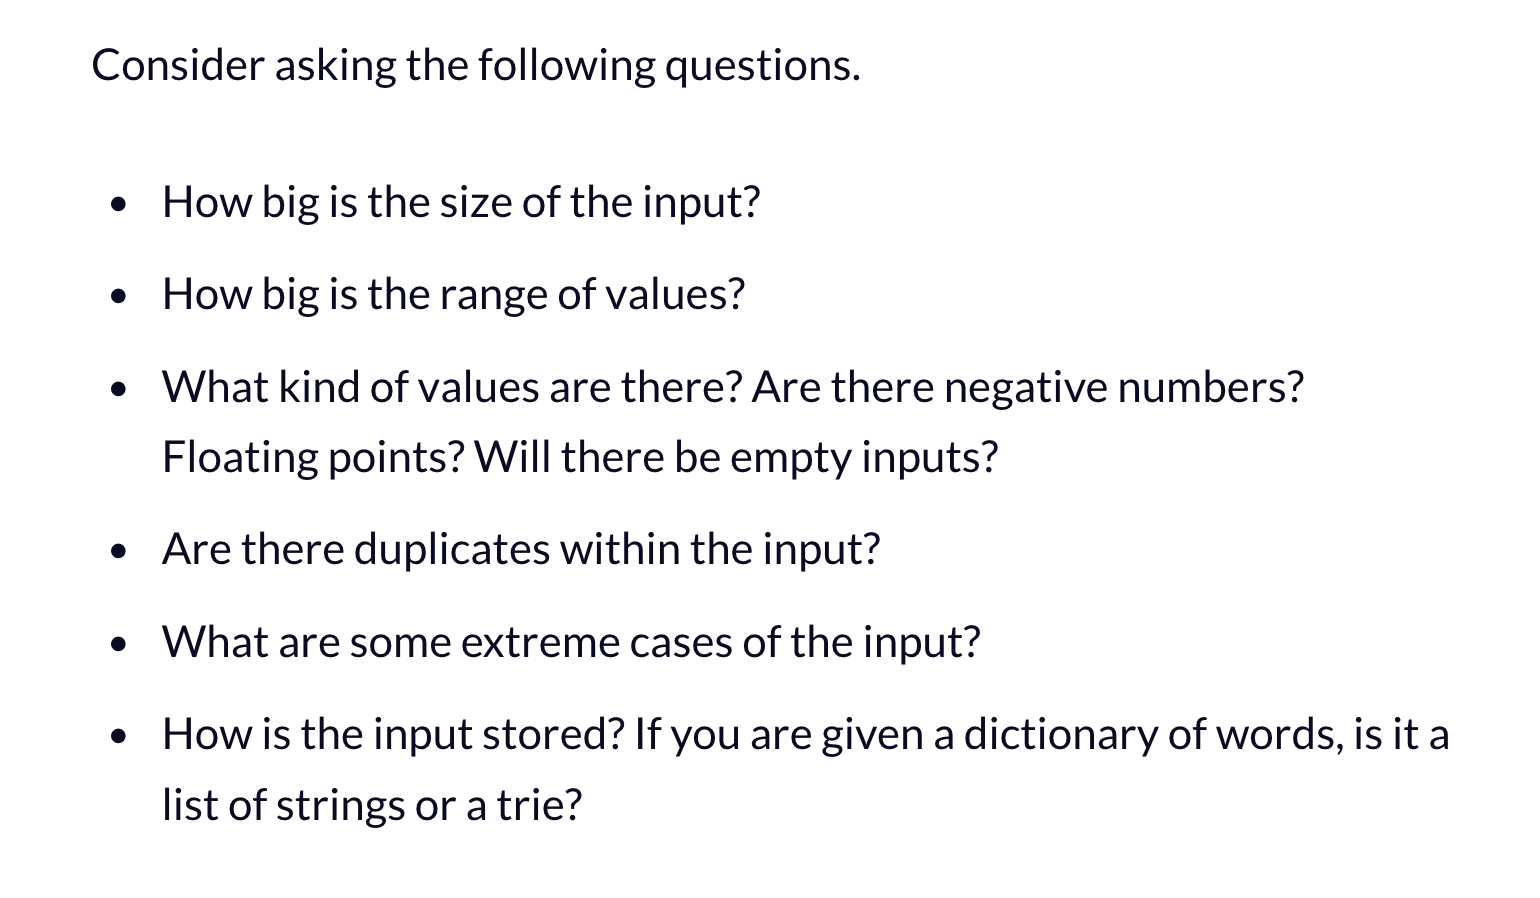 Consider asking the following questions.
• How big is the size of the input?
• How big is the range of values?
• What kind of values are there? Are there negative numbers?
Floating points? Will there be empty inputs?
• Are there duplicates within the input?
• What are some extreme cases of the input?
• How is the input stored? If you are given a dictionary of words, is it a
list of strings or a trie?